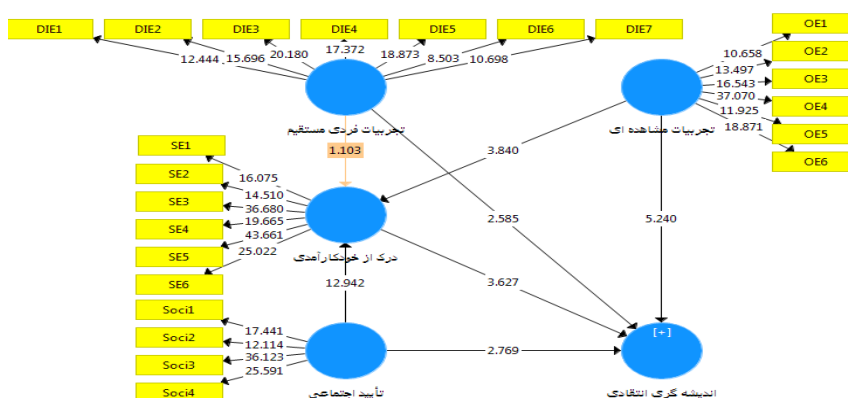 DIE1 DIE2 DIE3 DIE4 DIE5 DIE6 DIE7
12.444 15.696 20.180 17.372 18.873 8.503 10.698
تجربیات فردی مستقیم
OE1
OE2
OE3
OE4
OE5
OE6
10.658
13.497
16.543
37.070
11.925
18.871
تجربیات مشاهده ای
1.103
3.840
2.585
5.240
SE1
SE2
SE3
SE4
SE5
SE6
16.075
14.510
36.680
19.665
43.661
25.022
درک از خودکارآمدی
12.942
3.627
Soci1
Soci2
Soci3
Soci4
17.441
12.114
36.123
25.591
تأیید اجتماعی
2.769
[+]
اندیشه گری انتقادی